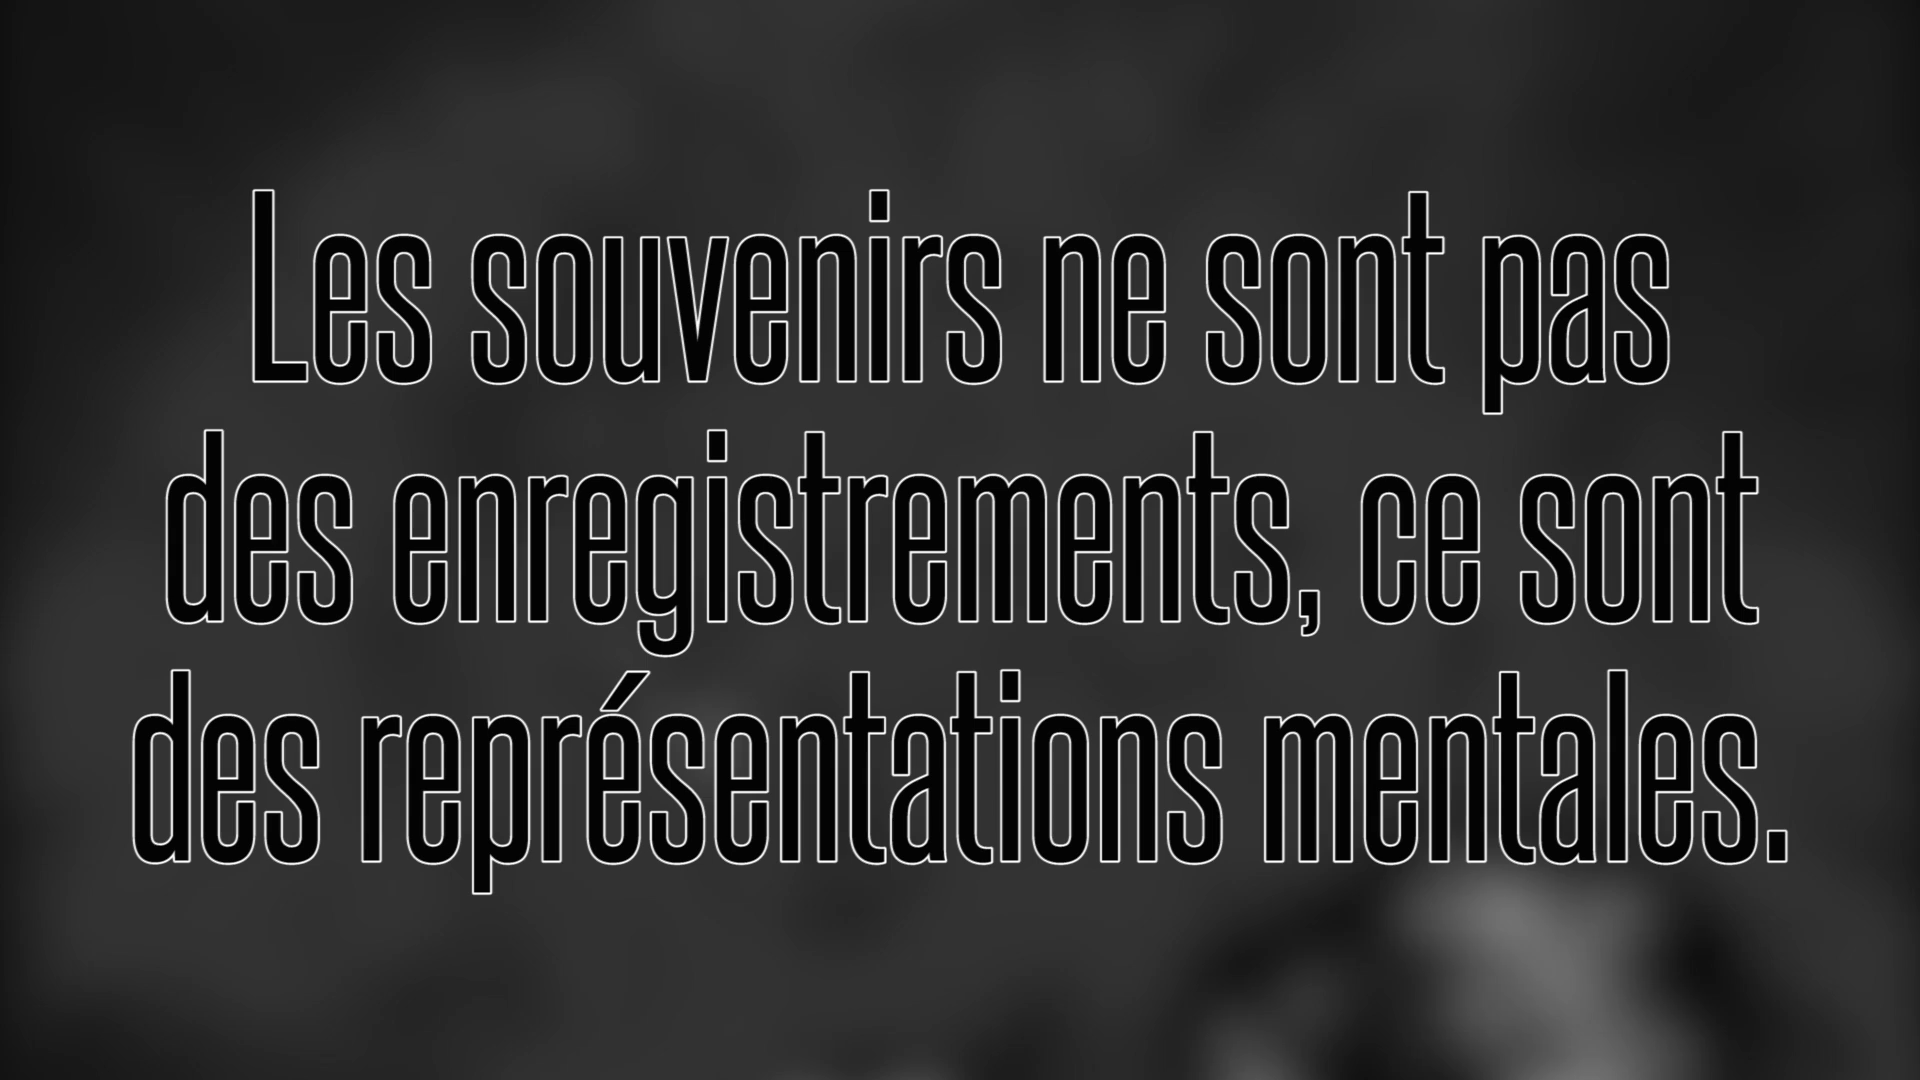 Les souvenirs ne sont pas
des enregistrements, ce sont
des représentations mentales.